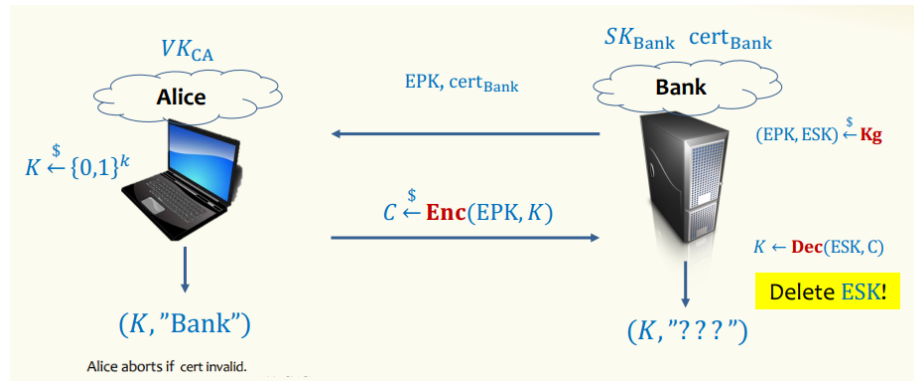 VK_CA
SK_Bank cert_Bank
Alice
EPK, cert_Bank
Bank
(EPK, ESK) $← Kg
K $← {0,1}^k
C $← Enc(EPK, K)
K ← Dec(ESK, C)
Delete ESK!
(K, "Bank")
(K, "???")
Alice aborts if cert invalid.